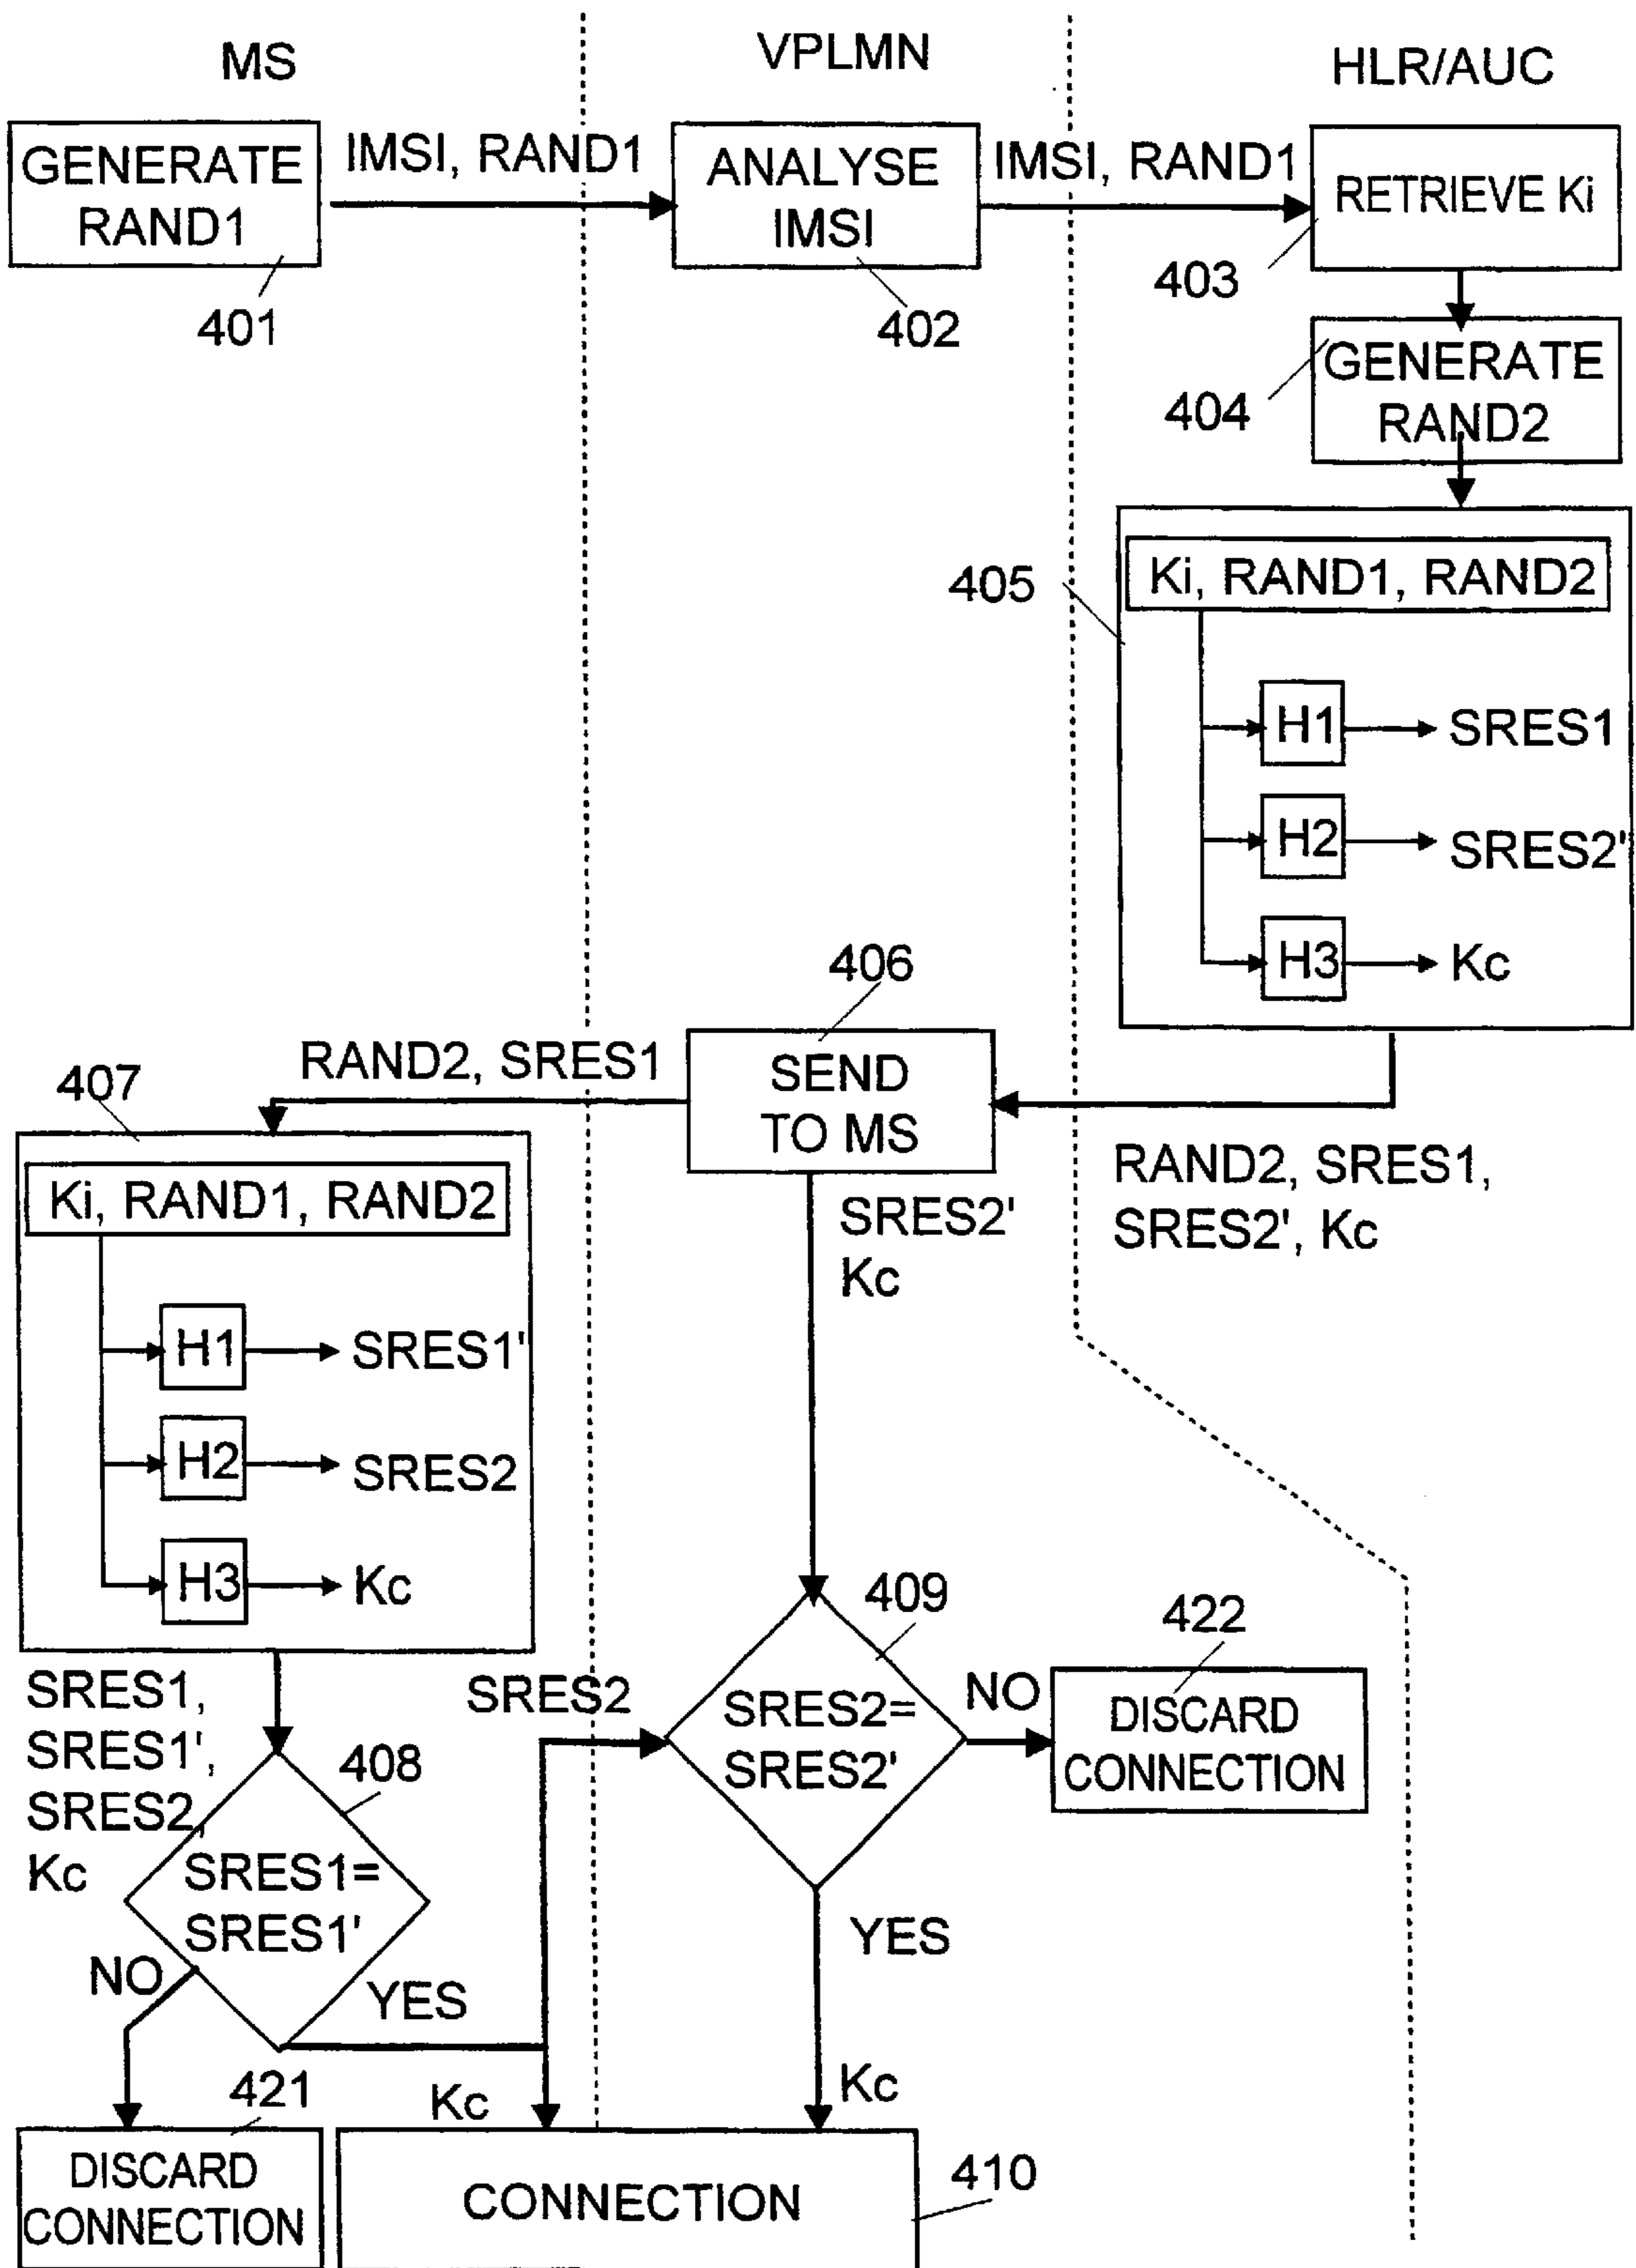 MS
VPLMN
HLR/AUC
GENERATE
RAND1
401
IMSI, RAND1
ANALYSE
IMSI
402
IMSI, RAND1
RETRIEVE Ki
403
GENERATE
RAND2
404
405
Ki, RAND1, RAND2
H1
SRES1
H2
SRES2'
H3
Kc
406
SEND
TO MS
RAND2, SRES1
RAND2, SRES1,
SRES2', Kc
SRES2'
Kc
407
Ki, RAND1, RAND2
H1
SRES1'
H2
SRES2
H3
Kc
SRES1,
SRES1',
SRES2,
Kc
408
SRES1=
SRES1'
NO
YES
SRES2
409
SRES2=
SRES2'
NO
422
DISCARD
CONNECTION
YES
Kc
Kc
421
DISCARD
CONNECTION
CONNECTION
410